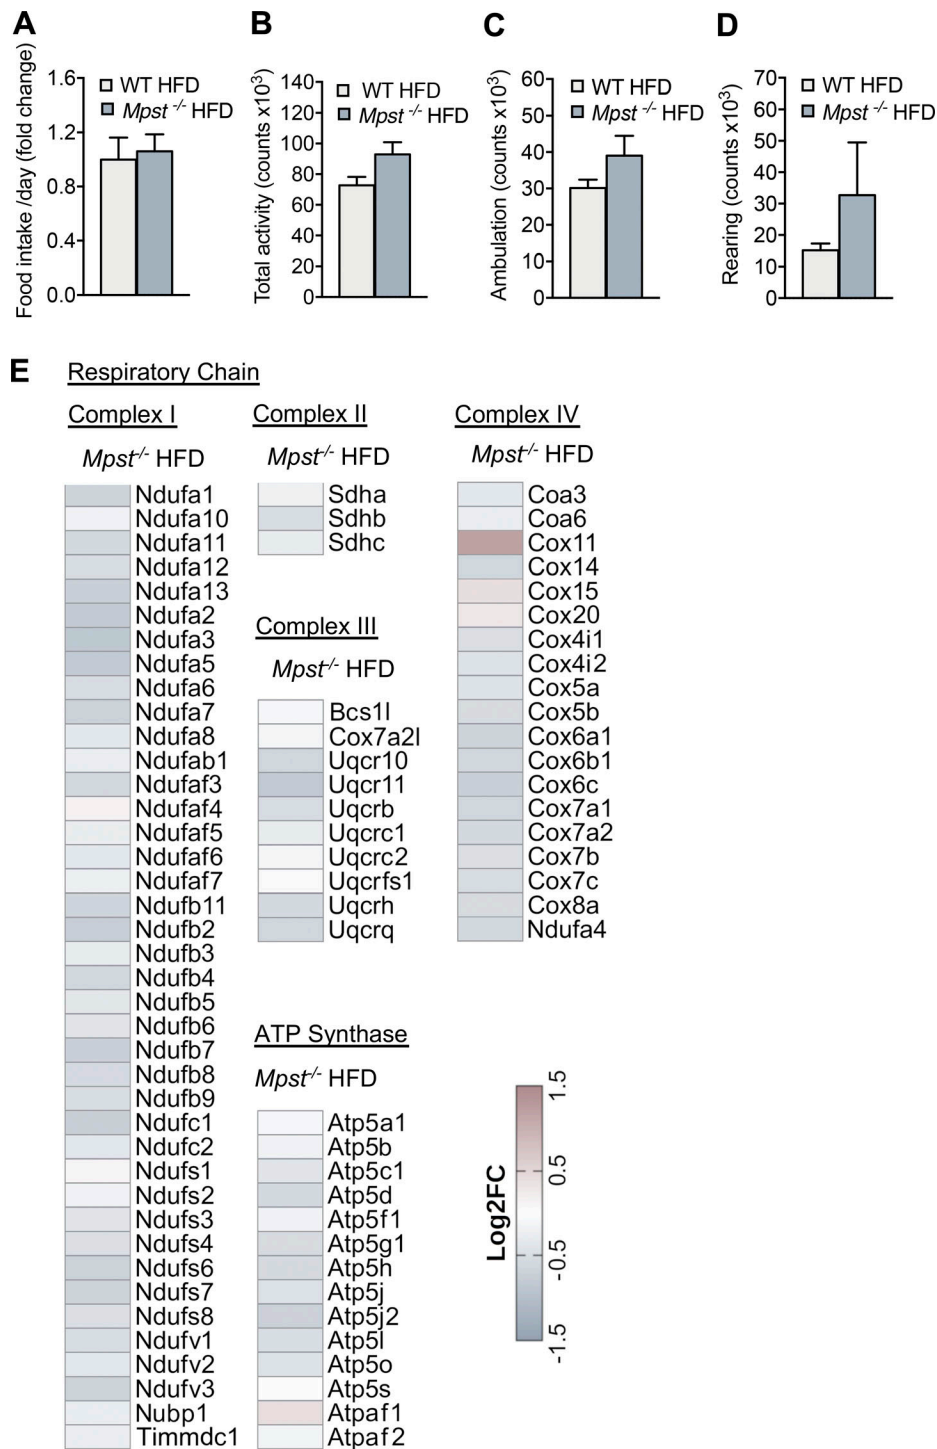 A
Food intake /day (fold change)
1.6
1.2
0.8
0.4
0.0
WT HFD
Mpst -/- HFD
B
Total activity (counts x10³)
140
120
100
80
60
40
20
0
WT HFD
Mpst -/- HFD
C
Ambulation (counts x10³)
60
50
40
30
20
10
0
WT HFD
Mpst -/- HFD
D
Rearing (counts x10³)
70
60
50
40
30
20
10
0
WT HFD
Mpst -/- HFD
E
Respiratory Chain
Complex I
Mpst-/- HFD
Ndufa1
Ndufa10
Ndufa11
Ndufa12
Ndufa13
Ndufa2
Ndufa3
Ndufa5
Ndufa6
Ndufa7
Ndufa8
Ndufab1
Ndufaf3
Ndufaf4
Ndufaf5
Ndufaf6
Ndufaf7
Ndufb11
Ndufb2
Ndufb3
Ndufb4
Ndufb5
Ndufb6
Ndufb7
Ndufb8
Ndufb9
Ndufc1
Ndufc2
Ndufs1
Ndufs2
Ndufs3
Ndufs4
Ndufs6
Ndufs7
Ndufs8
Ndufv1
Ndufv2
Ndufv3
Nubp1
Timmdc1
Complex II
Mpst-/- HFD
Sdha
Sdhb
Sdhc
Complex III
Mpst-/- HFD
Bcs1l
Cox7a2l
Uqcr10
Uqcr11
Uqcrb
Uqcrc1
Uqcrc2
Uqcrfs1
Uqcrh
Uqcrq
ATP Synthase
Mpst-/- HFD
Atp5a1
Atp5b
Atp5c1
Atp5d
Atp5f1
Atp5g1
Atp5h
Atp5j
Atp5j2
Atp5l
Atp5o
Atp5s
Atpaf1
Atpaf2
Complex IV
Mpst-/- HFD
Coa3
Coa6
Cox11
Cox14
Cox15
Cox20
Cox4i1
Cox4i2
Cox5a
Cox5b
Cox6a1
Cox6b1
Cox6c
Cox7a1
Cox7a2
Cox7b
Cox7c
Cox8a
Ndufa4
Log2FC
1.5
0.5
-0.5
-1.5